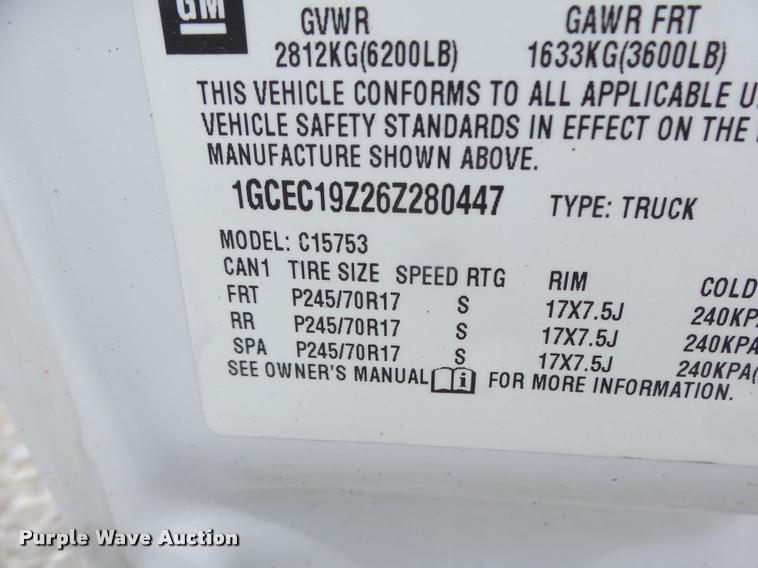 GM
GVWR GAWR FRT
2812KG(6200LB) 1633KG(3600LB)
THIS VEHICLE CONFORMS TO ALL APPLICABLE U
VEHICLE SAFETY STANDARDS IN EFFECT ON THE
MANUFACTURE SHOWN ABOVE.
1GCEC19Z26Z280447 TYPE: TRUCK
MODEL: C15753
CAN1 TIRE SIZE SPEED RTG RIM COLD
FRT P245/70R17 S 17X7.5J 240KPA
RR P245/70R17 S 17X7.5J 240KPA
SPA P245/70R17 S 17X7.5J 240KPA(
SEE OWNER'S MANUAL i FOR MORE INFORMATION.
Purple Wave Auction